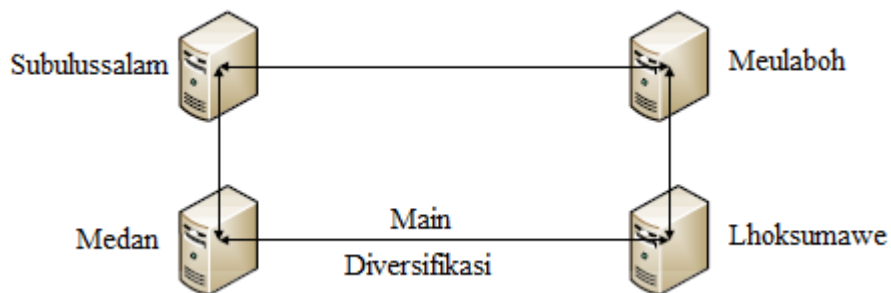 Subulussalam
Meulaboh
Main
Medan
Lhoksumawe
Diversifikasi